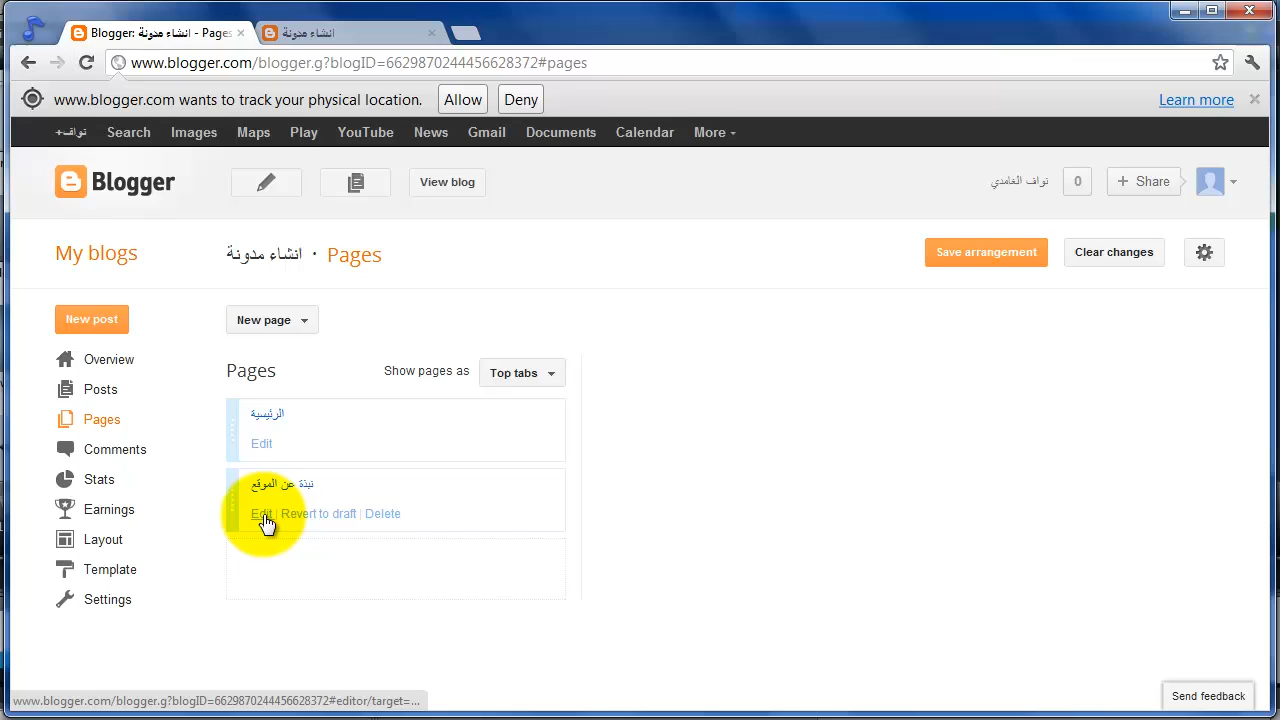 Blogger: انشاء مدونة - Pages
انشاء مدونة
www.blogger.com/blogger.g?blogID=6629870244456628372#pages
www.blogger.com wants to track your physical location. Allow Deny Learn more
+نواف Search Images Maps Play YouTube News Gmail Documents Calendar More
Blogger View blog نواف الغامدي 0 + Share
My blogs انشاء مدونة · Pages Save arrangement Clear changes
New post
Overview
Posts
Pages
Comments
Stats
Earnings
Layout
Template
Settings
New page
Pages Show pages as Top tabs
الرئيسية
Edit
نبذة عن الموقع
Edit | Revert to draft | Delete
www.blogger.com/blogger.g?blogID=6629870244456628372#editor/target=...
Send feedback